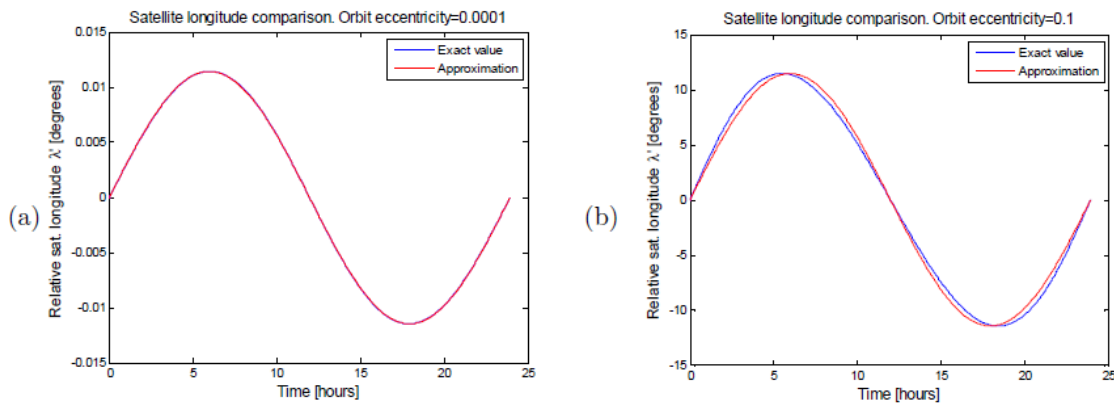 Satellite longitude comparison. Orbit eccentricity=0.0001
0.015
0.01
0.005
0
-0.005
-0.01
-0.015
Relative sat. longitude λ' [degrees]
Exact value
Approximation
0
5
10
15
20
25
Time [hours]
(a)
Satellite longitude comparison. Orbit eccentricity=0.1
15
10
5
0
-5
-10
-15
Relative sat. longitude λ' [degrees]
Exact value
Approximation
0
5
10
15
20
25
Time [hours]
(b)